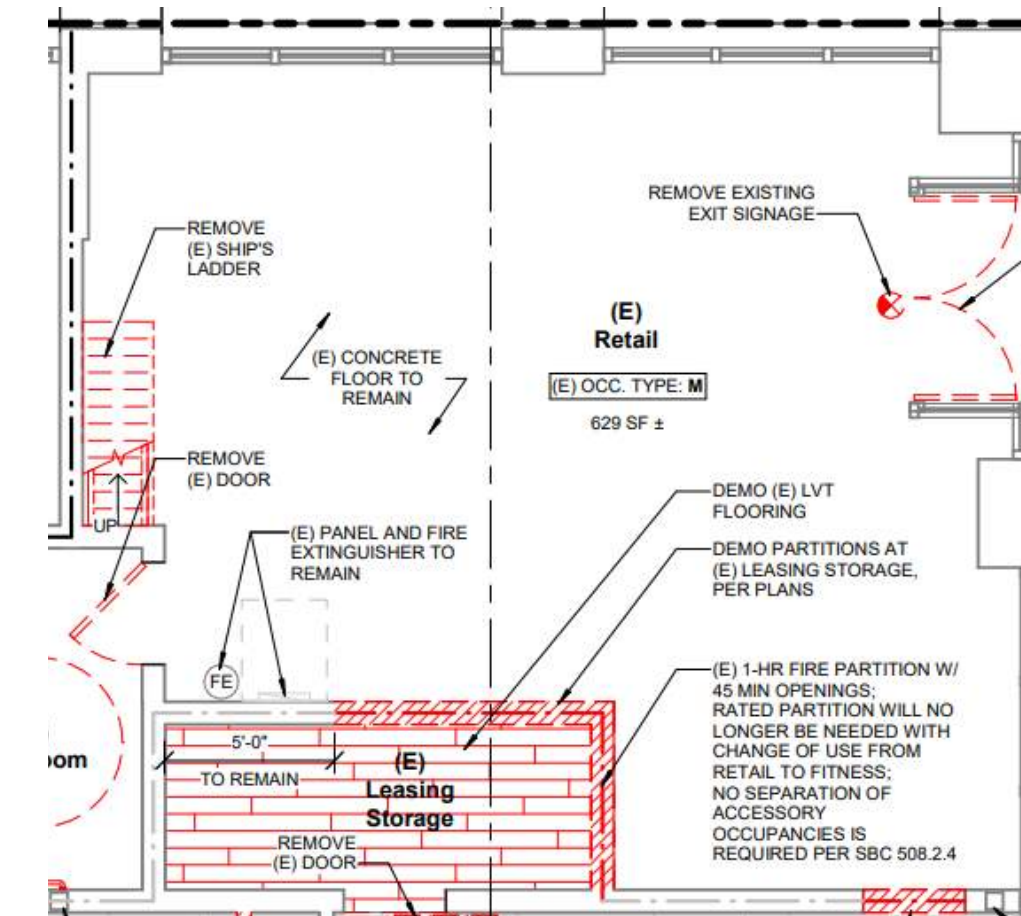 REMOVE EXISTING
EXIT SIGNAGE
REMOVE
(E) SHIP'S
LADDER
(E)
Retail
(E) CONCRETE
FLOOR TO
REMAIN
(E) OCC. TYPE: M
629 SF ±
REMOVE
(E) DOOR
UP
(E) PANEL AND FIRE
EXTINGUISHER TO
REMAIN
DEMO (E) LVT
FLOORING
DEMO PARTITIONS AT
(E) LEASING STORAGE,
PER PLANS
FE
(E) 1-HR FIRE PARTITION W/
45 MIN OPENINGS;
RATED PARTITION WILL NO
LONGER BE NEEDED WITH
CHANGE OF USE FROM
RETAIL TO FITNESS;
NO SEPARATION OF
ACCESSORY
OCCUPANCIES IS
REQUIRED PER SBC 508.2.4
5'-0"
TO REMAIN
oom
(E)
Leasing
Storage
REMOVE
(E) DOOR